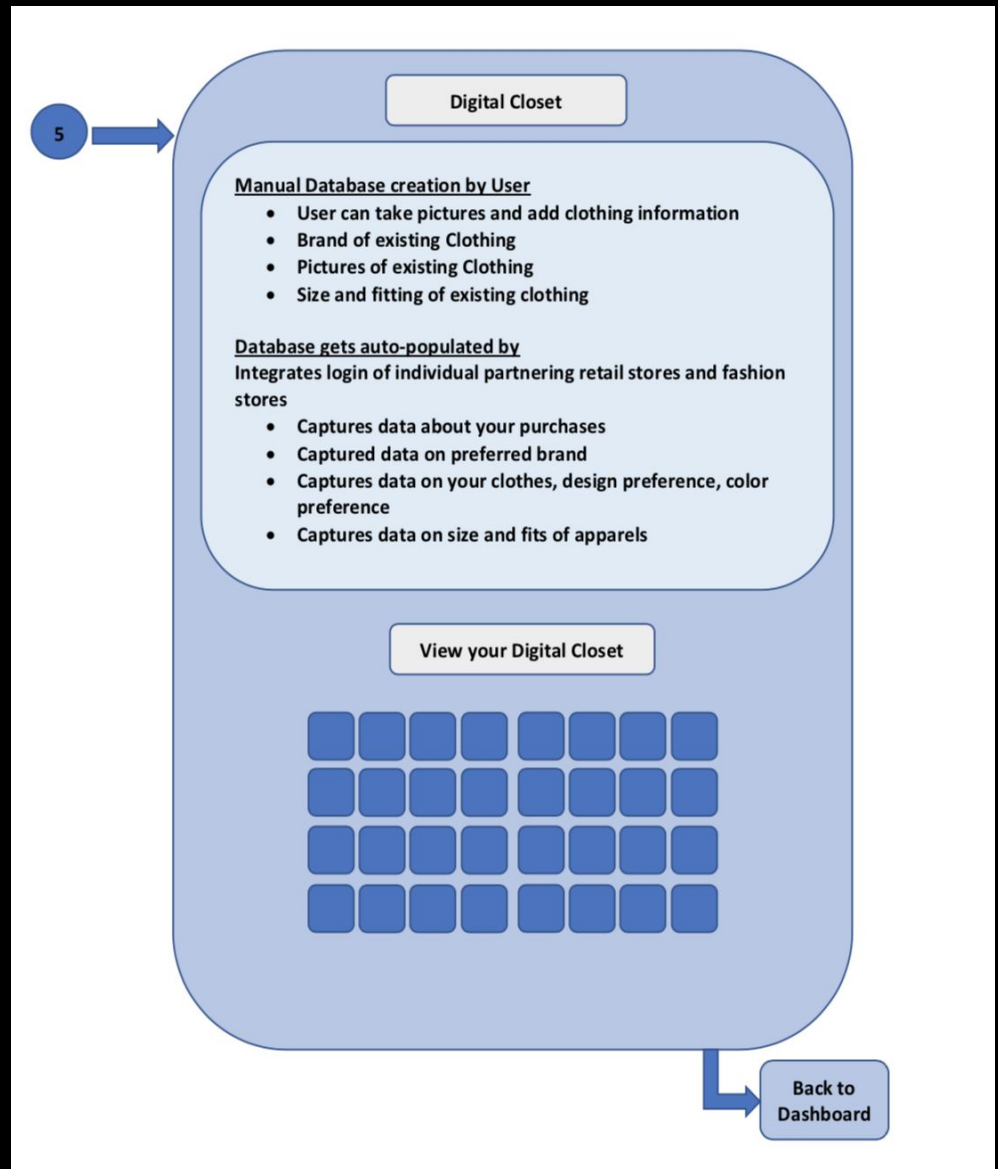 Digital Closet
5
Manual Database creation by User
• User can take pictures and add clothing information
• Brand of existing Clothing
• Pictures of existing Clothing
• Size and fitting of existing clothing
Database gets auto-populated by
Integrates login of individual partnering retail stores and fashion
stores
• Captures data about your purchases
• Captured data on preferred brand
• Captures data on your clothes, design preference, color
preference
• Captures data on size and fits of apparels
View your Digital Closet
Back to
Dashboard